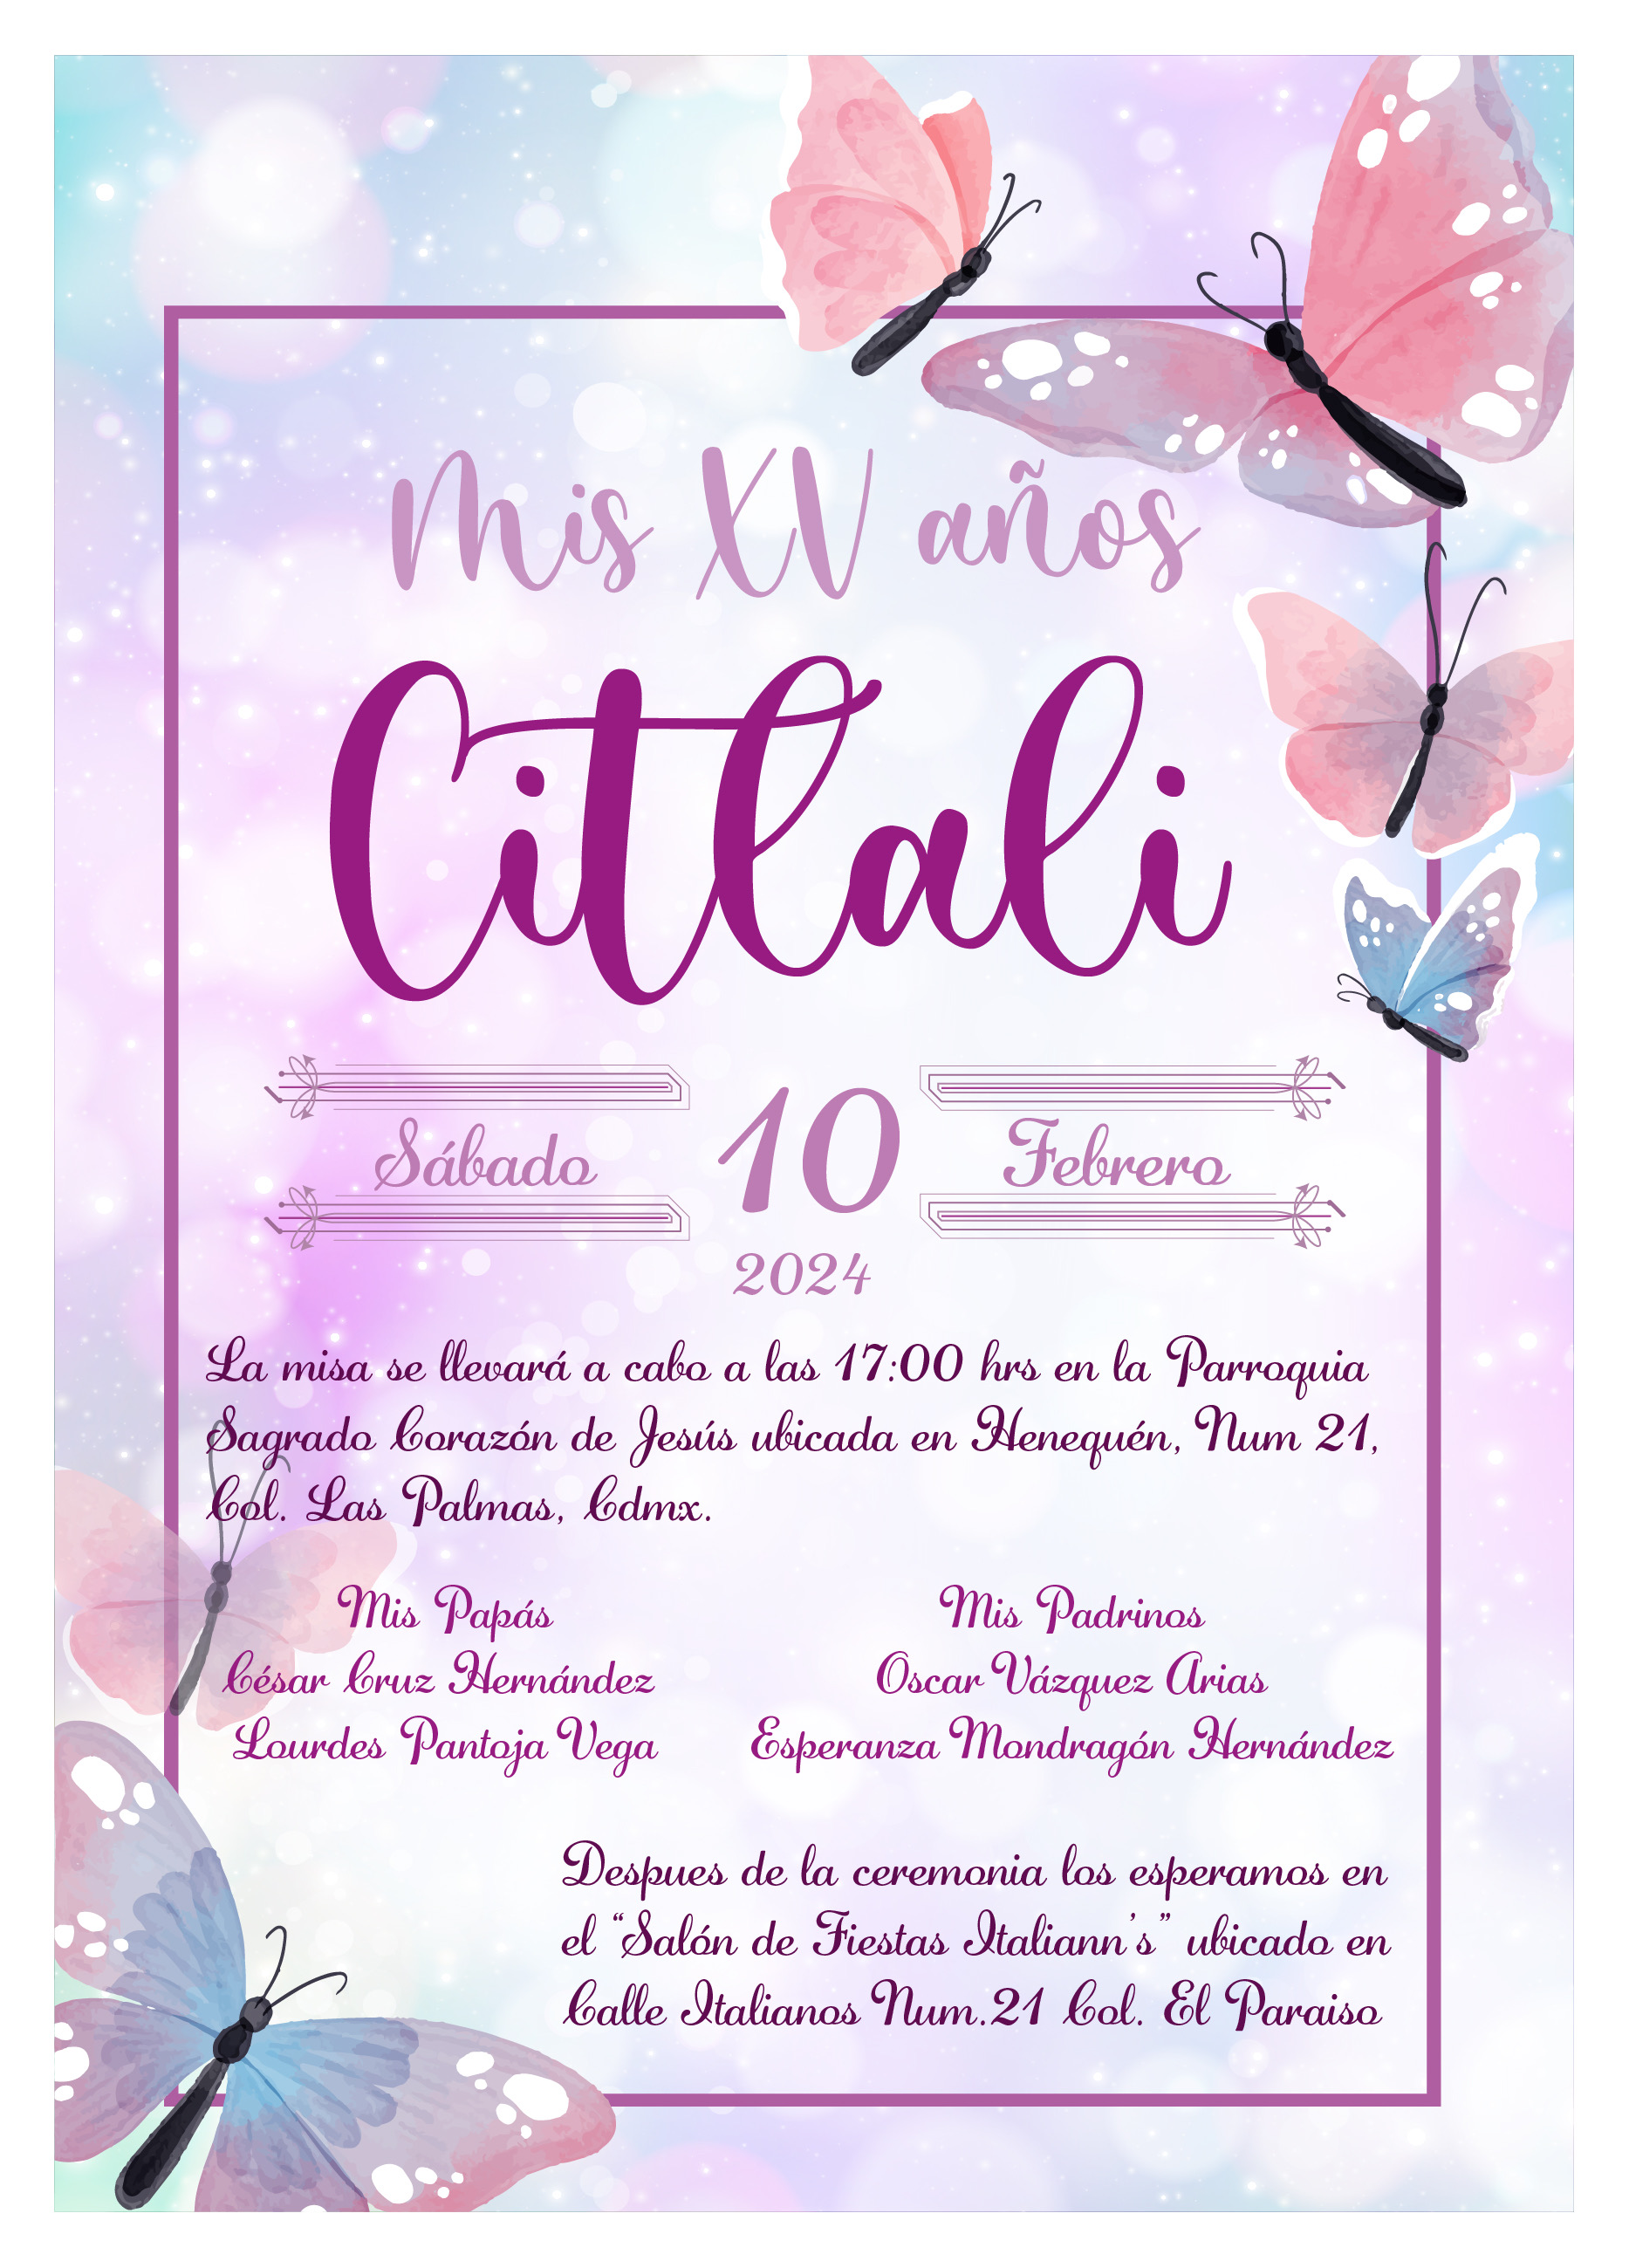 Mis XV años
Citlali
Sábado 10 Febrero
2024
La misa se llevará a cabo a las 17:00 hrs en la Parroquia
Sagrado Corazón de Jesús ubicada en Henequén, Num 21,
Col. Las Palmas, Cdmx.
Mis Papás
César Cruz Hernández
Lourdes Pantoja Vega
Mis Padrinos
Oscar Vázquez Arias
Esperanza Mondragón Hernández
Despues de la ceremonia los esperamos en
el “Salón de Fiestas Italiann’s” ubicado en
Calle Italianos Num.21 Col. El Paraiso